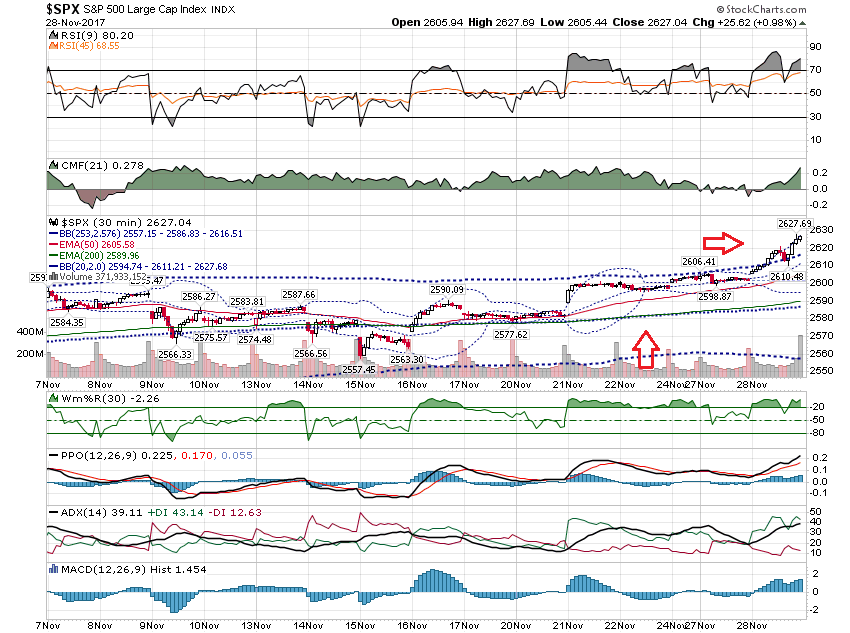 $SPX S&P 500 Large Cap Index INDX © StockCharts.com
28-Nov-2017 Open 2605.94 High 2627.69 Low 2605.44 Close 2627.04 Chg +25.62 (+0.98%)
RSI(9) 80.20
RSI(45) 68.55
90
70
50
30
10
CMF(21) 0.278
0.2
0.0
-0.2
$SPX (30 min) 2627.04
BB(253,2.576) 2557.15 - 2586.83 - 2616.51
EMA(50) 2605.58
EMA(200) 2589.96
BB(20,2.0) 2594.74 - 2611.21 - 2627.68
Volume 371,933,152
2627.69
2606.41
2610.48
2598.87
2590.09
2586.27
2583.81
2587.66
2584.35
2577.62
2575.57
2574.48
2566.33
2566.56
2563.30
2557.45
2630
2620
2610
2600
2590
2580
2570
2560
2550
400M
200M
7Nov 8Nov 9Nov 10Nov 13Nov 14Nov 15Nov 16Nov 17Nov 20Nov 21Nov 22Nov 24Nov 27Nov 28Nov
Wm%R(30) -2.26
-20
-50
-80
PPO(12,26,9) 0.225, 0.170, 0.055
0.2
0.1
0.0
-0.1
ADX(14) 39.11 +DI 43.14 -DI 12.63
50
40
30
20
10
MACD(12,26,9) Hist 1.454
2
0
-2
7Nov 8Nov 9Nov 10Nov 13Nov 14Nov 15Nov 16Nov 17Nov 20Nov 21Nov 22Nov 24Nov 27Nov 28Nov